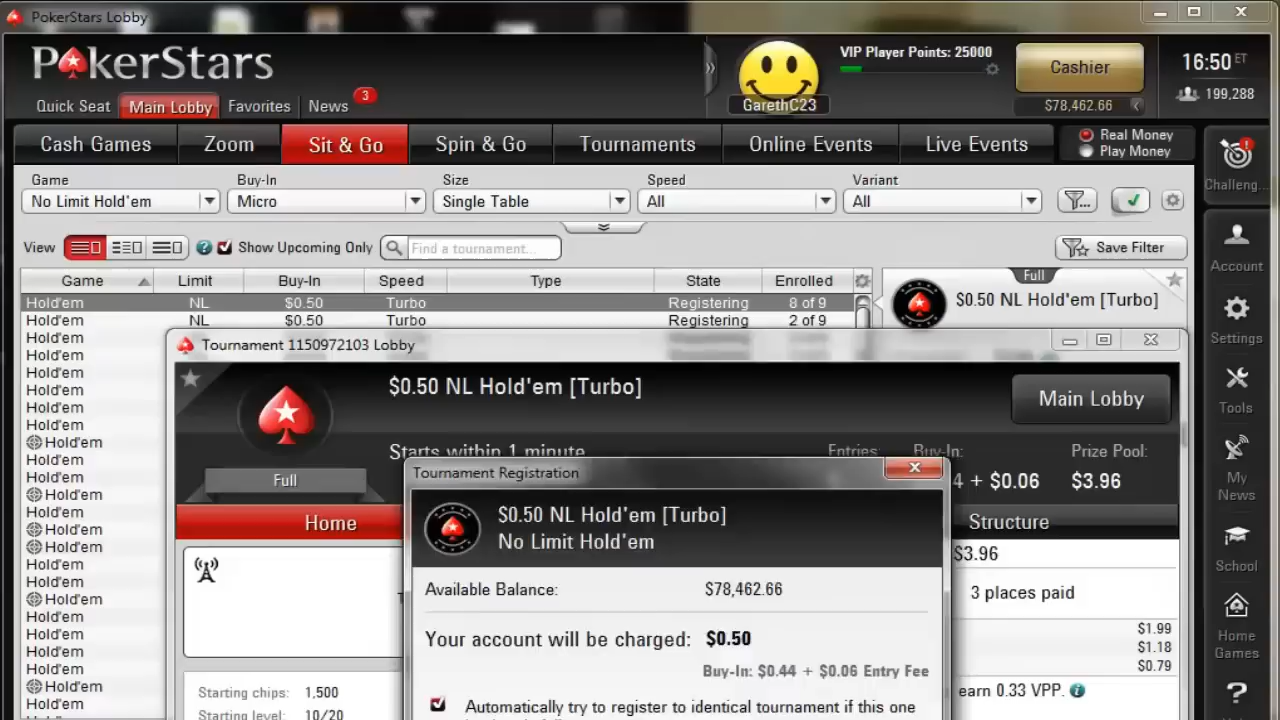 PokerStars Lobby
PokerStars
VIP Player Points: 25000
Cashier
16:50 ET
GarethC23
$78,462.66
199,288
Quick Seat Main Lobby Favorites News 3
Cash Games Zoom Sit & Go Spin & Go Tournaments Online Events Live Events
Real Money
Play Money
Challeng...
Game Buy-In Size Speed Variant
No Limit Hold'em Micro Single Table All All
View Show Upcoming Only Find a tournament... Save Filter
Account
Game Limit Buy-In Speed Type State Enrolled
Full
Hold'em NL $0.50 Turbo Registering 8 of 9
$0.50 NL Hold'em [Turbo]
Hold'em NL $0.50 Turbo Registering 2 of 9
Hold'em
Settings
Tournament 1150972103 Lobby
Hold'em
Hold'em
Hold'em
$0.50 NL Hold'em [Turbo]
Main Lobby
Hold'em
Hold'em
Tools
Hold'em
Hold'em
Starts within 1 minute
Entries: Buy-In: Prize Pool:
Hold'em
Hold'em
Tournament Registration
Full
4 + $0.06 $3.96
My
News
Hold'em
Hold'em
Home
$0.50 NL Hold'em [Turbo]
Structure
Hold'em
No Limit Hold'em
Hold'em
$3.96
Hold'em
School
Hold'em
Available Balance: $78,462.66
3 places paid
Hold'em
Hold'em
Hold'em
Your account will be charged: $0.50
$1.99
Home
Games
Hold'em
$1.18
Hold'em
Buy-In: $0.44 + $0.06 Entry Fee
$0.79
Hold'em
Starting chips: 1,500
earn 0.33 VPP.
Hold'em
Automatically try to register to identical tournament if this one
Starting level: 10/20